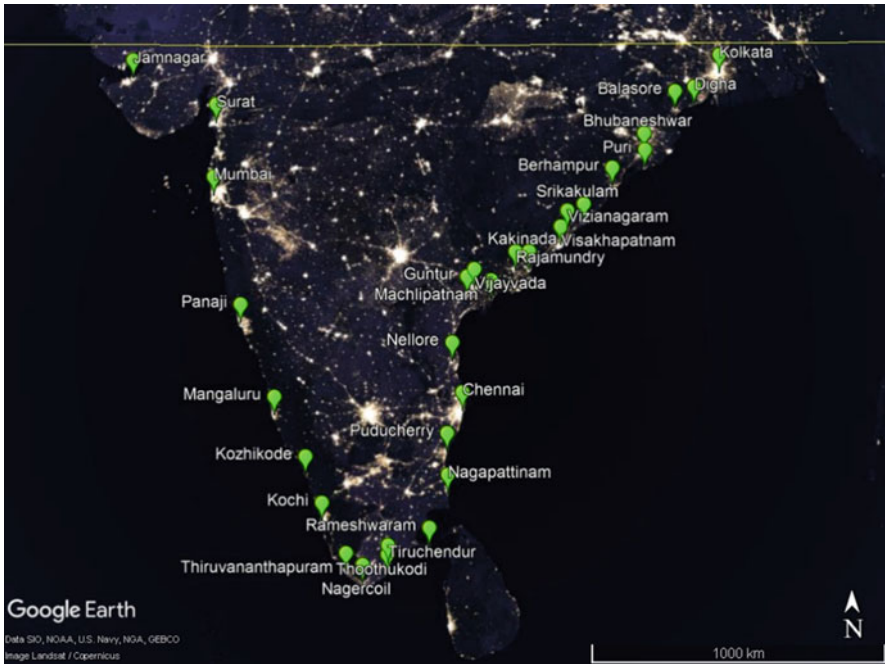 Kolkata
Jamnagar
Digha
Balasore
Surat
Bhubaneshwar
Puri
Berhampur
Mumbai
Srikakulam
Vizianagaram
Kakinada
Visakhapatnam
Rajamundry
Guntur
Vijayvada
Machlipatnam
Panaji
Nellore
Chennai
Mangaluru
Puducherry
Kozhikode
Nagapattinam
Kochi
Rameshwaram
Tiruchendur
Thiruvananthapuram
Thoothukodi
Nagercoil
Google Earth
N
Data SIO, NOAA, U.S. Navy, NGA, GEBCO
Image Landsat / Copernicus
1000 km